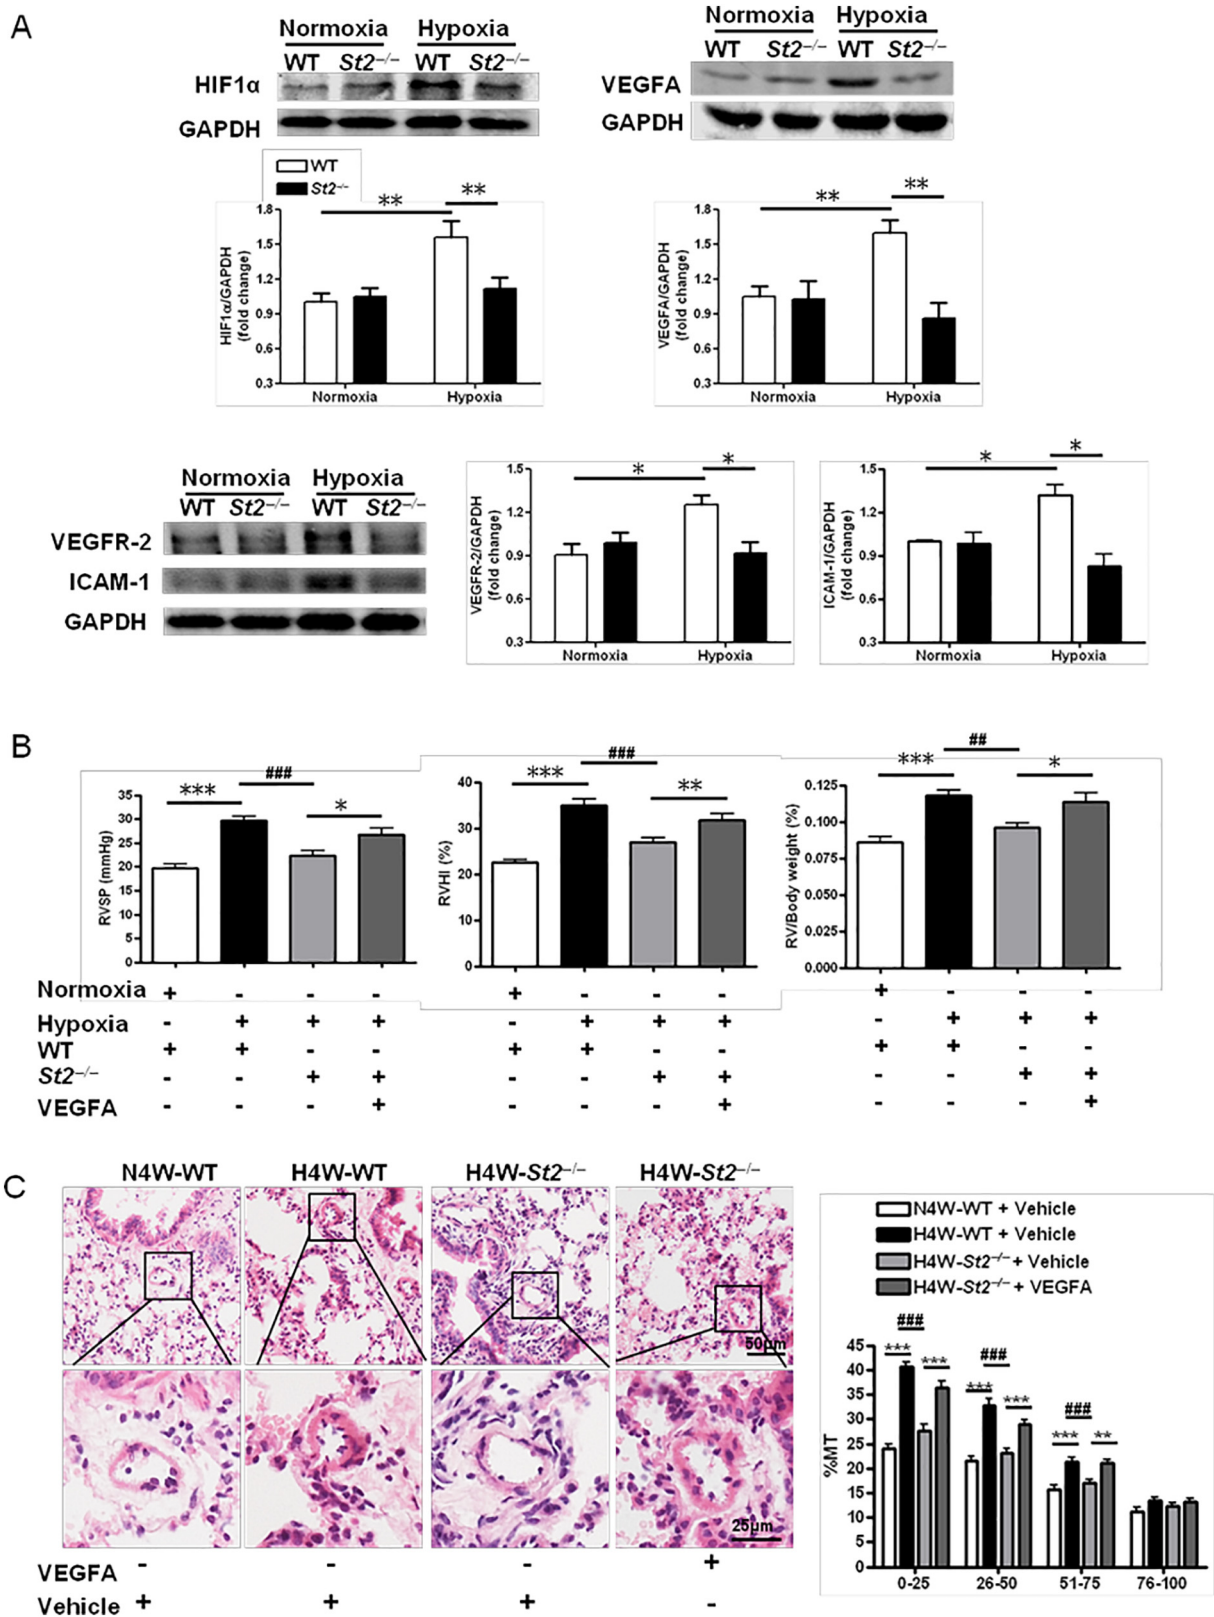 A
Normoxia Hypoxia
WT St2−/− WT St2−/−
HIF1α
GAPDH
Normoxia Hypoxia
WT St2−/− WT St2−/−
VEGFA
GAPDH
WT
St2−/−
** **
HIF1α/GAPDH
(fold change)
1.8
1.5
1.2
0.9
0.6
0.3
Normoxia Hypoxia
** **
VEGFA/GAPDH
(fold change)
1.8
1.5
1.2
0.9
0.6
0.3
Normoxia Hypoxia
Normoxia Hypoxia
WT St2−/− WT St2−/−
VEGFR-2
ICAM-1
GAPDH
* *
VEGFR-2/GAPDH
(fold change)
1.5
1.2
0.9
0.6
0.3
Normoxia Hypoxia
* *
ICAM-1/GAPDH
(fold change)
1.5
1.2
0.9
0.6
0.3
Normoxia Hypoxia
B
*** ### *
RVSP (mmHg)
35
30
25
20
15
10
5
0
*** ### **
RVHI (%)
40
30
20
10
0
*** ## *
RV/Body weight (%)
0.125
0.100
0.075
0.050
0.025
0.000
Normoxia + - - - + - - - + - - -
Hypoxia - + + + - + + + - + + +
WT + + - - + + - - + + - -
St2−/− - - + + - - + + - - + +
VEGFA - - - + - - - + - - - +
C
N4W-WT H4W-WT H4W-St2−/− H4W-St2−/−
50μm
25μm
VEGFA - - - +
Vehicle + + + -
N4W-WT + Vehicle
H4W-WT + Vehicle
H4W-St2−/− + Vehicle
H4W-St2−/− + VEGFA
*** ### ***
*** ### ***
*** ### **
%MT
45
40
35
30
25
20
15
10
5
0
0-25 26-50 51-75 76-100